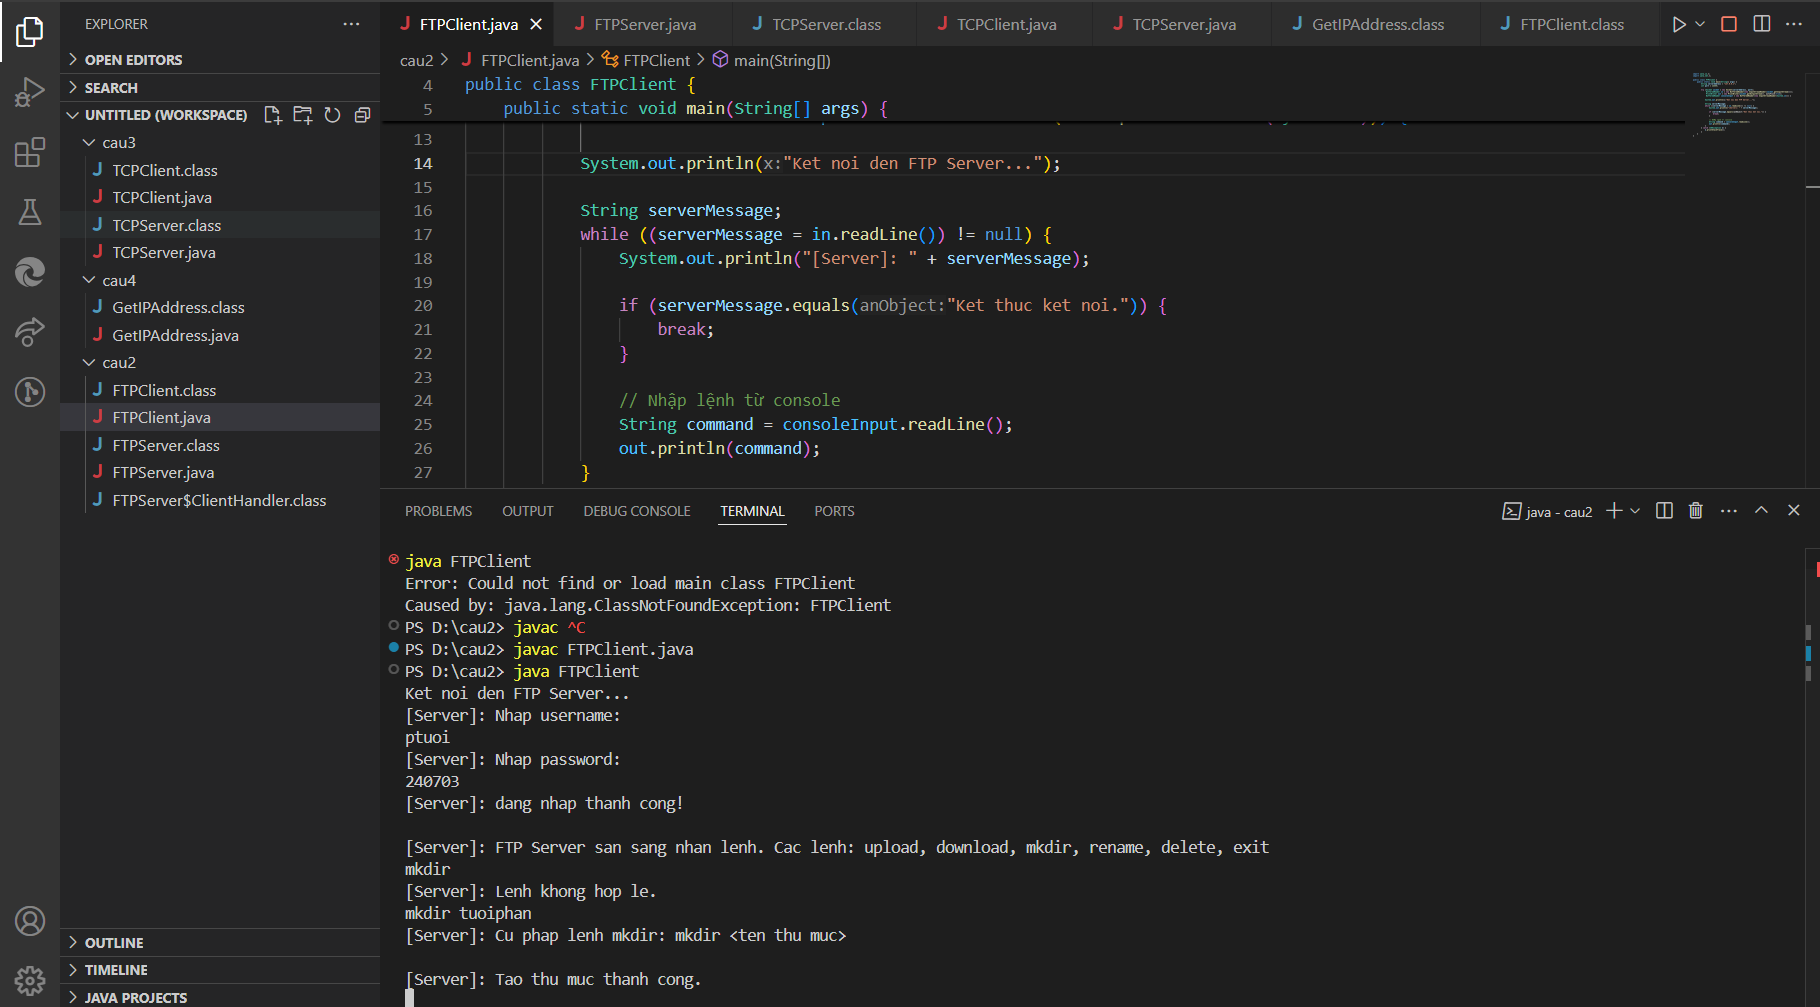 EXPLORER
OPEN EDITORS
SEARCH
UNTITLED (WORKSPACE)
cau3
TCPClient.class
TCPClient.java
TCPServer.class
TCPServer.java
cau4
GetIPAddress.class
GetIPAddress.java
cau2
FTPClient.class
FTPClient.java
FTPServer.class
FTPServer.java
FTPServer$ClientHandler.class
OUTLINE
TIMELINE
JAVA PROJECTS
FTPClient.java FTPServer.java TCPServer.class TCPClient.java TCPServer.java GetIPAddress.class FTPClient.class
cau2 > FTPClient.java > FTPClient > main(String[])
4 public class FTPClient {
5 public static void main(String[] args) {
13
14 System.out.println(x:"Ket noi den FTP Server...");
15
16 String serverMessage;
17 while ((serverMessage = in.readLine()) != null) {
18 System.out.println("[Server]: " + serverMessage);
19
20 if (serverMessage.equals(anObject:"Ket thuc ket noi.")) {
21 break;
22 }
23
24 // Nhập lệnh từ console
25 String command = consoleInput.readLine();
26 out.println(command);
27 }
PROBLEMS OUTPUT DEBUG CONSOLE TERMINAL PORTS
java - cau2
java FTPClient
Error: Could not find or load main class FTPClient
Caused by: java.lang.ClassNotFoundException: FTPClient
PS D:\cau2> javac ^C
PS D:\cau2> javac FTPClient.java
PS D:\cau2> java FTPClient
Ket noi den FTP Server...
[Server]: Nhap username:
ptuoi
[Server]: Nhap password:
240703
[Server]: dang nhap thanh cong!
[Server]: FTP Server san sang nhan lenh. Cac lenh: upload, download, mkdir, rename, delete, exit
mkdir
[Server]: Lenh khong hop le.
mkdir tuoiphan
[Server]: Cu phap lenh mkdir: mkdir <ten thu muc>
[Server]: Tao thu muc thanh cong.